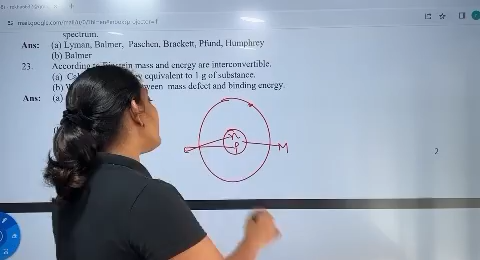 spectrum.
Ans: (a) Lyman, Balmer, Paschen, Brackett, Pfund, Humphrey
(b) Balmer
23. According to Einstein mass and energy are interconvertible.
(a) equivalent to 1 g of substance.
(b) mass defect and binding energy.
Ans: (a)
n
P
M
2